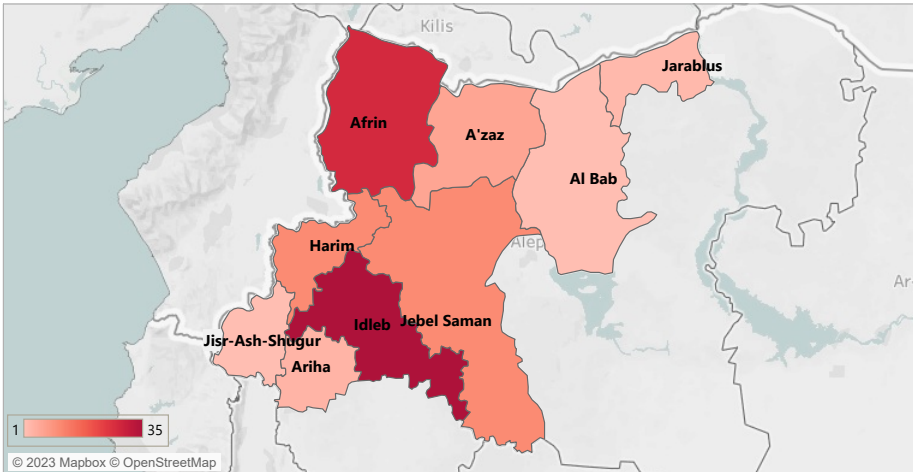 Kilis
Jarablus
Afrin
A'zaz
Al Bab
Harim
Alep
Ar-
Idleb
Jebel Saman
Jisr-Ash-Shugur
Ariha
1
35
© 2023 Mapbox © OpenStreetMap